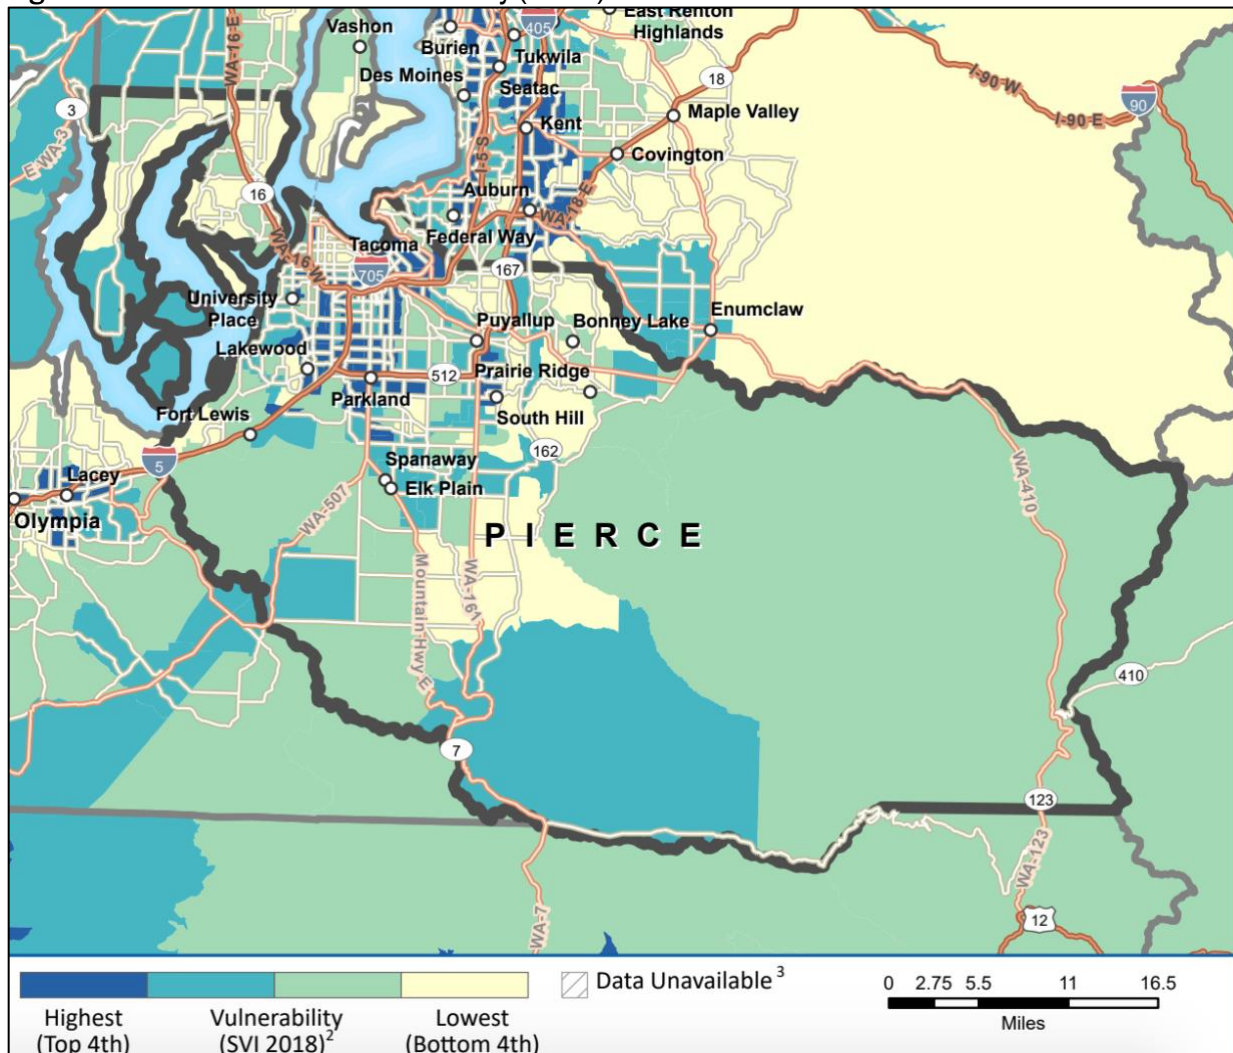 Vashon
Burien
405
East Renton
Highlands
Tukwila
Des Moines
Seatac
WA-16-E
18
I-90 W
90
I-90 E
3
E-WA-3
Kent
Maple Valley
I-5-S
Covington
16
Auburn
WA-18-E
Federal Way
Tacoma
WA-16-W
705
167
University
Place
Puyallup
Bonney Lake
Enumclaw
Lakewood
512
Prairie Ridge
Parkland
South Hill
Fort Lewis
162
5
Spanaway
Elk Plain
Lacey
Olympia
WA-507
WA-410
PIERCE
Mountain Hwy E
WA-161
410
7
123
WA-123
12
WA-7
Highest
(Top 4th)
Vulnerability
(SVI 2018)2
Lowest
(Bottom 4th)
Data Unavailable 3
0 2.75 5.5 11 16.5
Miles